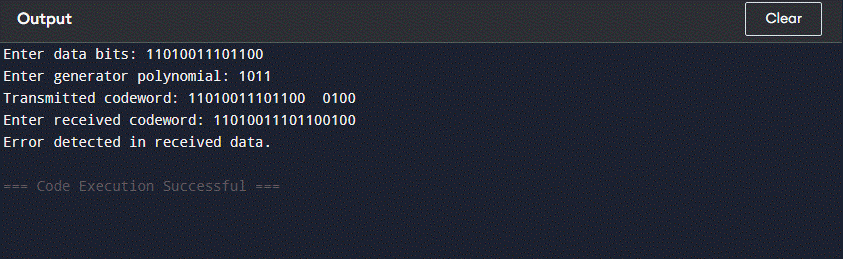 Output
Clear
Enter data bits: 11010011101100
Enter generator polynomial: 1011
Transmitted codeword: 11010011101100  0100
Enter received codeword: 11010011101100100
Error detected in received data.
=== Code Execution Successful ===